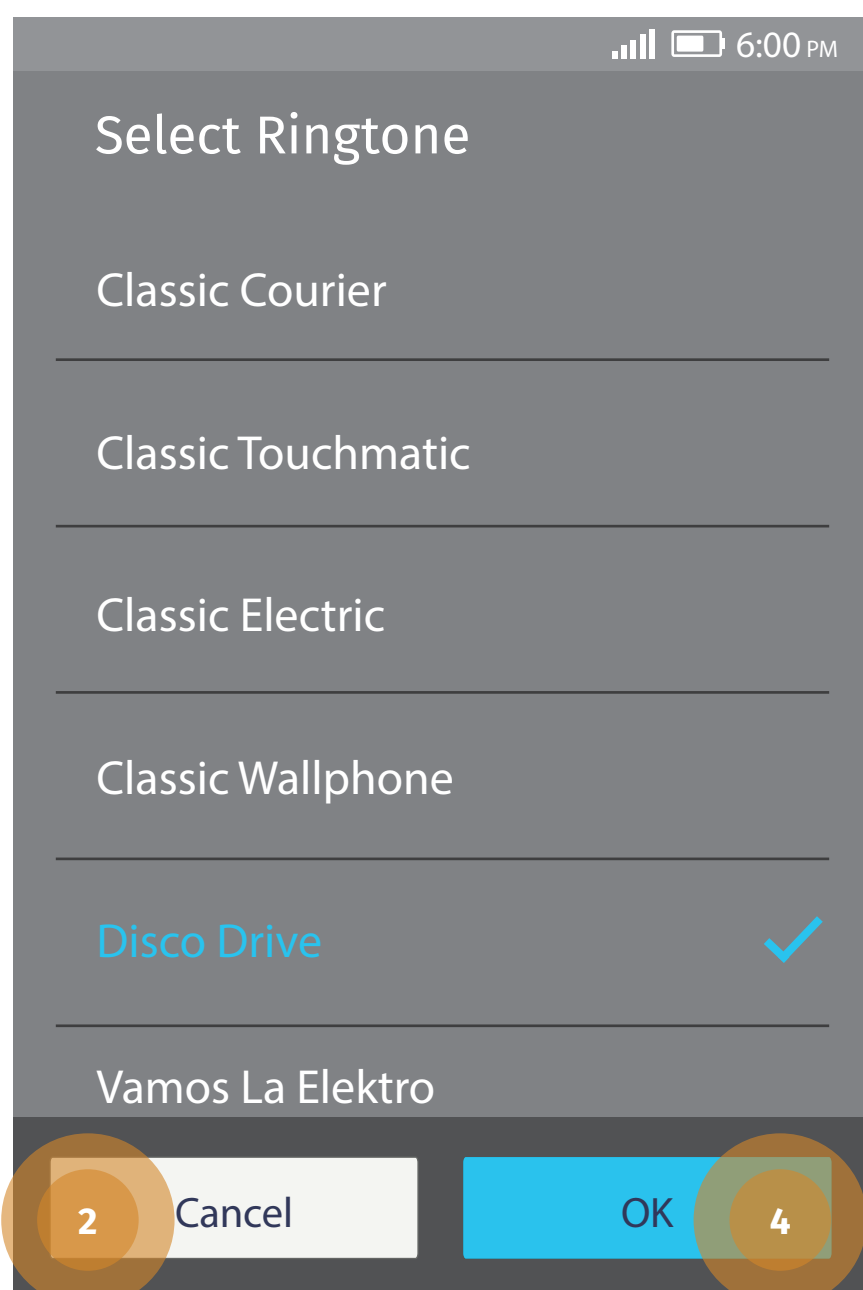 6:00 PM
Select Ringtone
Classic Courier
Classic Touchmatic
Classic Electric
Classic Wallphone
Disco Drive
Vamos La Elektro
2 Cancel OK 4